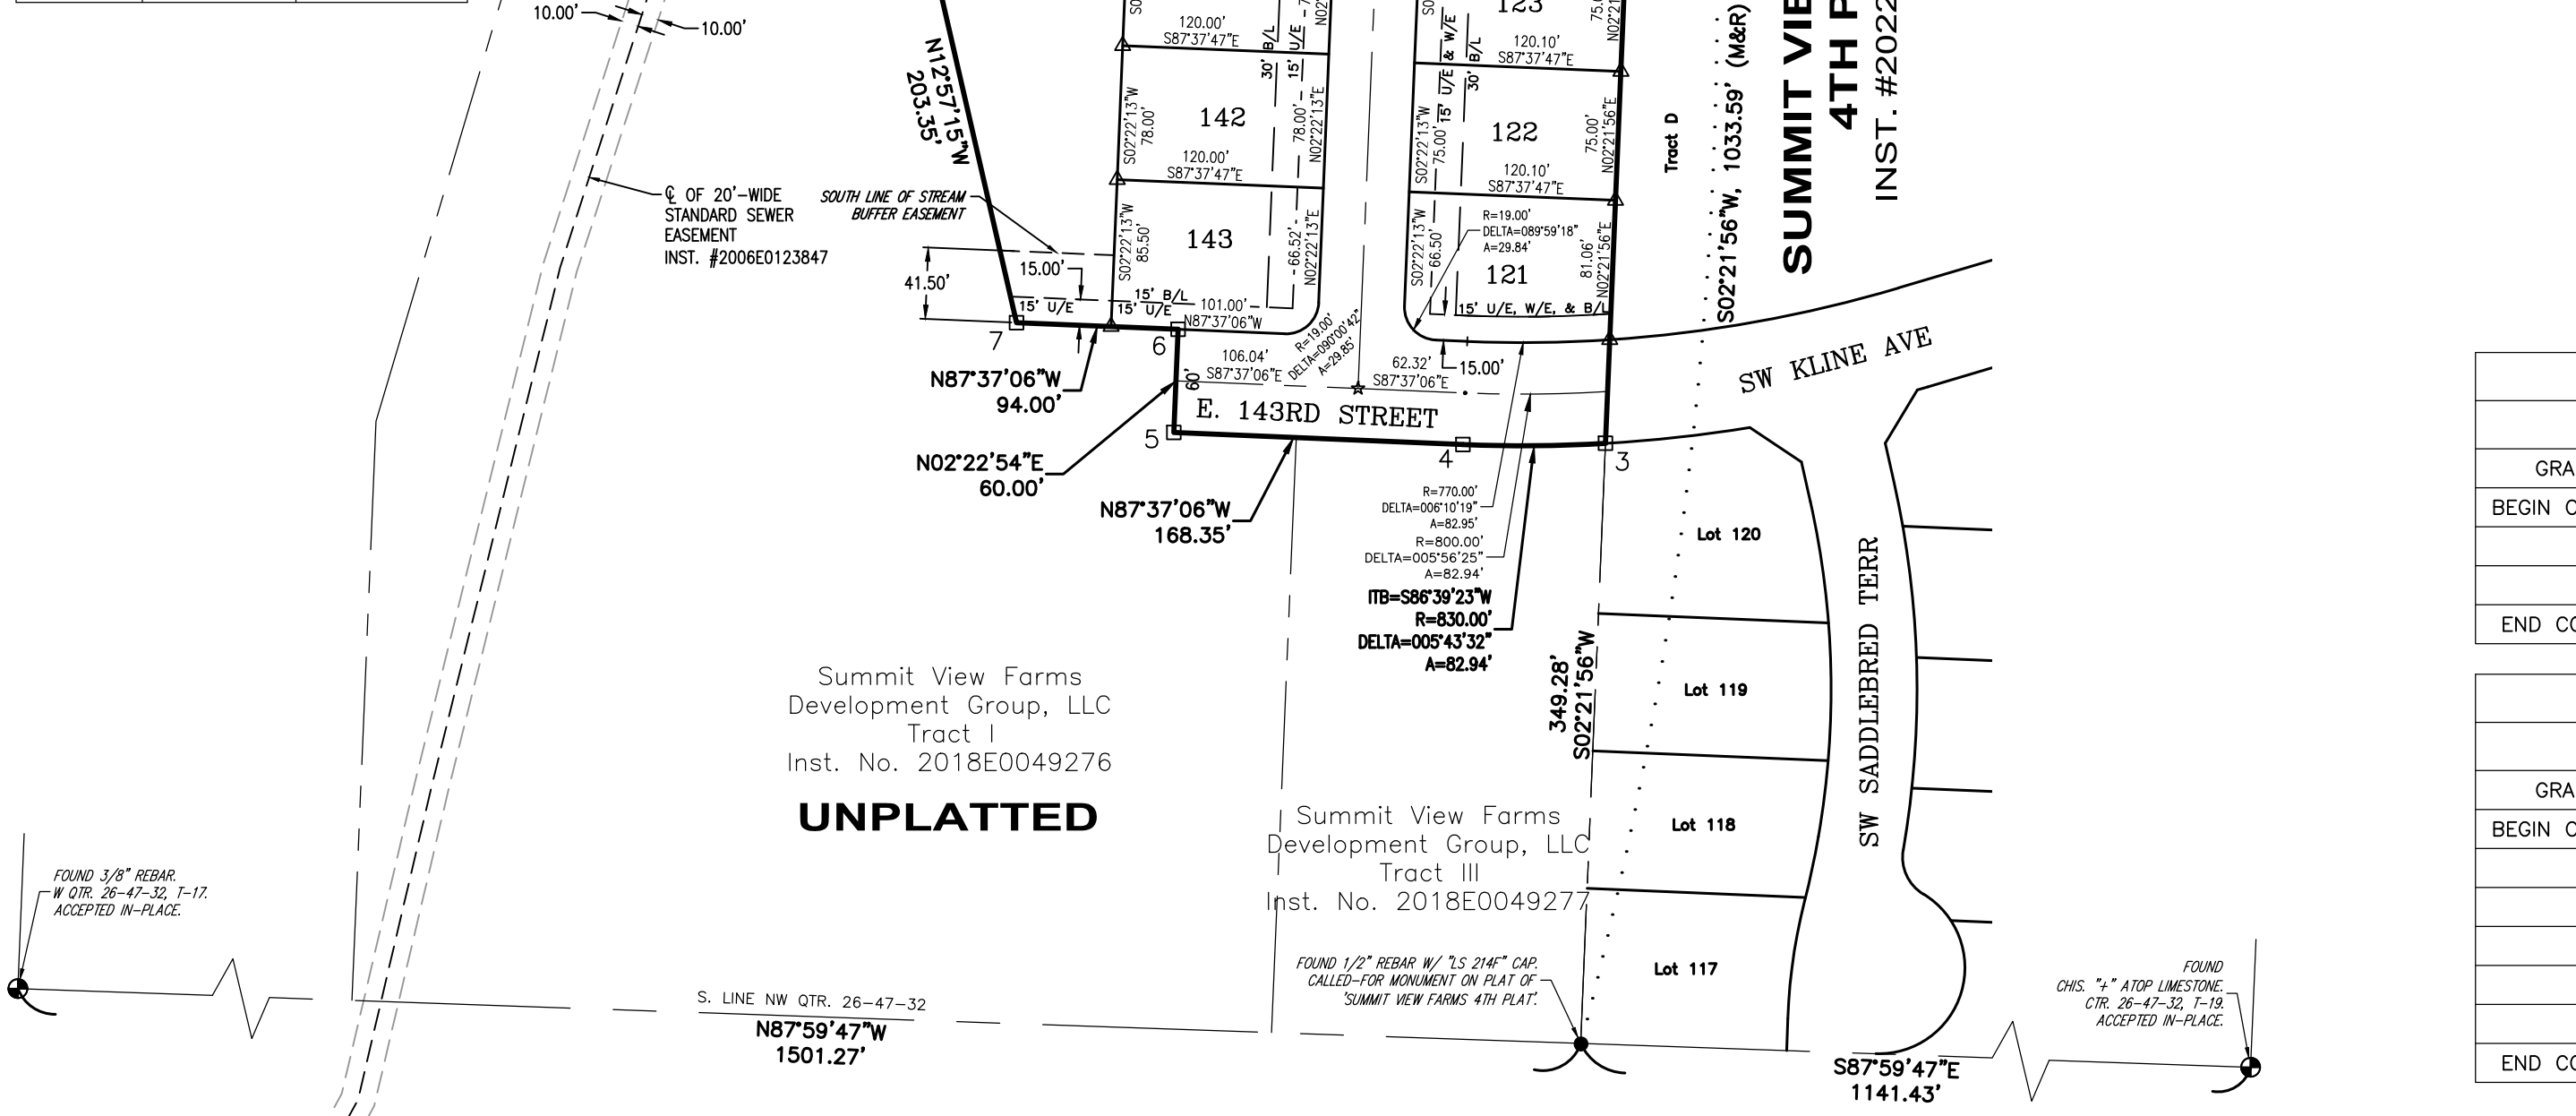 10.00'
10.00'
N12°57'15"W
203.35'
℄ OF 20'-WIDE
STANDARD SEWER
EASEMENT
INST. #2006E0123847
SOUTH LINE OF STREAM
BUFFER EASEMENT
41.50'
15.00'
15' U/E
15' B/L
15' U/E
120.00'
S87°37'47"E
30' B/L
15' U/E
S02°22'13"W
78.00'
142
78.00'
N02°22'13"E
120.00'
S87°37'47"E
S02°22'13"W
85.50'
143
66.52'
N02°22'13"E
101.00'
N87°37'06"W
123
120.10'
S87°37'47"E
15' U/E & W/E
30' B/L
S02°22'13"W
75.00'
122
75.00'
N02°21'56"E
120.10'
S87°37'47"E
S02°22'13"W
66.50'
R=19.00'
DELTA=089°59'18"
A=29.84'
121
81.06'
N02°21'56"E
15' U/E, W/E, & B/L
Tract D
S02°21'56"W, 1033.59' (M&R)
SUMMIT VIE
4TH P
INST. #2022
7
6
5
4
3
N87°37'06"W
94.00'
60'
106.04'
S87°37'06"E
R=19.00'
DELTA=090°00'42"
A=29.85'
62.32'
S87°37'06"E
15.00'
E. 143RD STREET
SW KLINE AVE
N02°22'54"E
60.00'
N87°37'06"W
168.35'
R=770.00'
DELTA=006°10'19"
A=82.95'
R=800.00'
DELTA=005°56'25"
A=82.94'
ITB=S86°39'23"W
R=830.00'
DELTA=005°43'32"
A=82.94'
349.28'
S02°21'56"W
Lot 120
Lot 119
Lot 118
Lot 117
SW SADDLEBRED TERR
Summit View Farms
Development Group, LLC
Tract I
Inst. No. 2018E0049276
UNPLATTED
Summit View Farms
Development Group, LLC
Tract III
Inst. No. 2018E0049277
FOUND 3/8" REBAR.
W QTR. 26-47-32, T-17.
ACCEPTED IN-PLACE.
FOUND 1/2" REBAR W/ "LS 214F" CAP.
CALLED-FOR MONUMENT ON PLAT OF
'SUMMIT VIEW FARMS 4TH PLAT'.
FOUND
CHIS. "+" ATOP LIMESTONE.
CTR. 26-47-32, T-19.
ACCEPTED IN-PLACE.
S. LINE NW QTR. 26-47-32
N87°59'47"W
1501.27'
S87°59'47"E
1141.43'
GRA
BEGIN C
END CO
GRA
BEGIN C
END CO